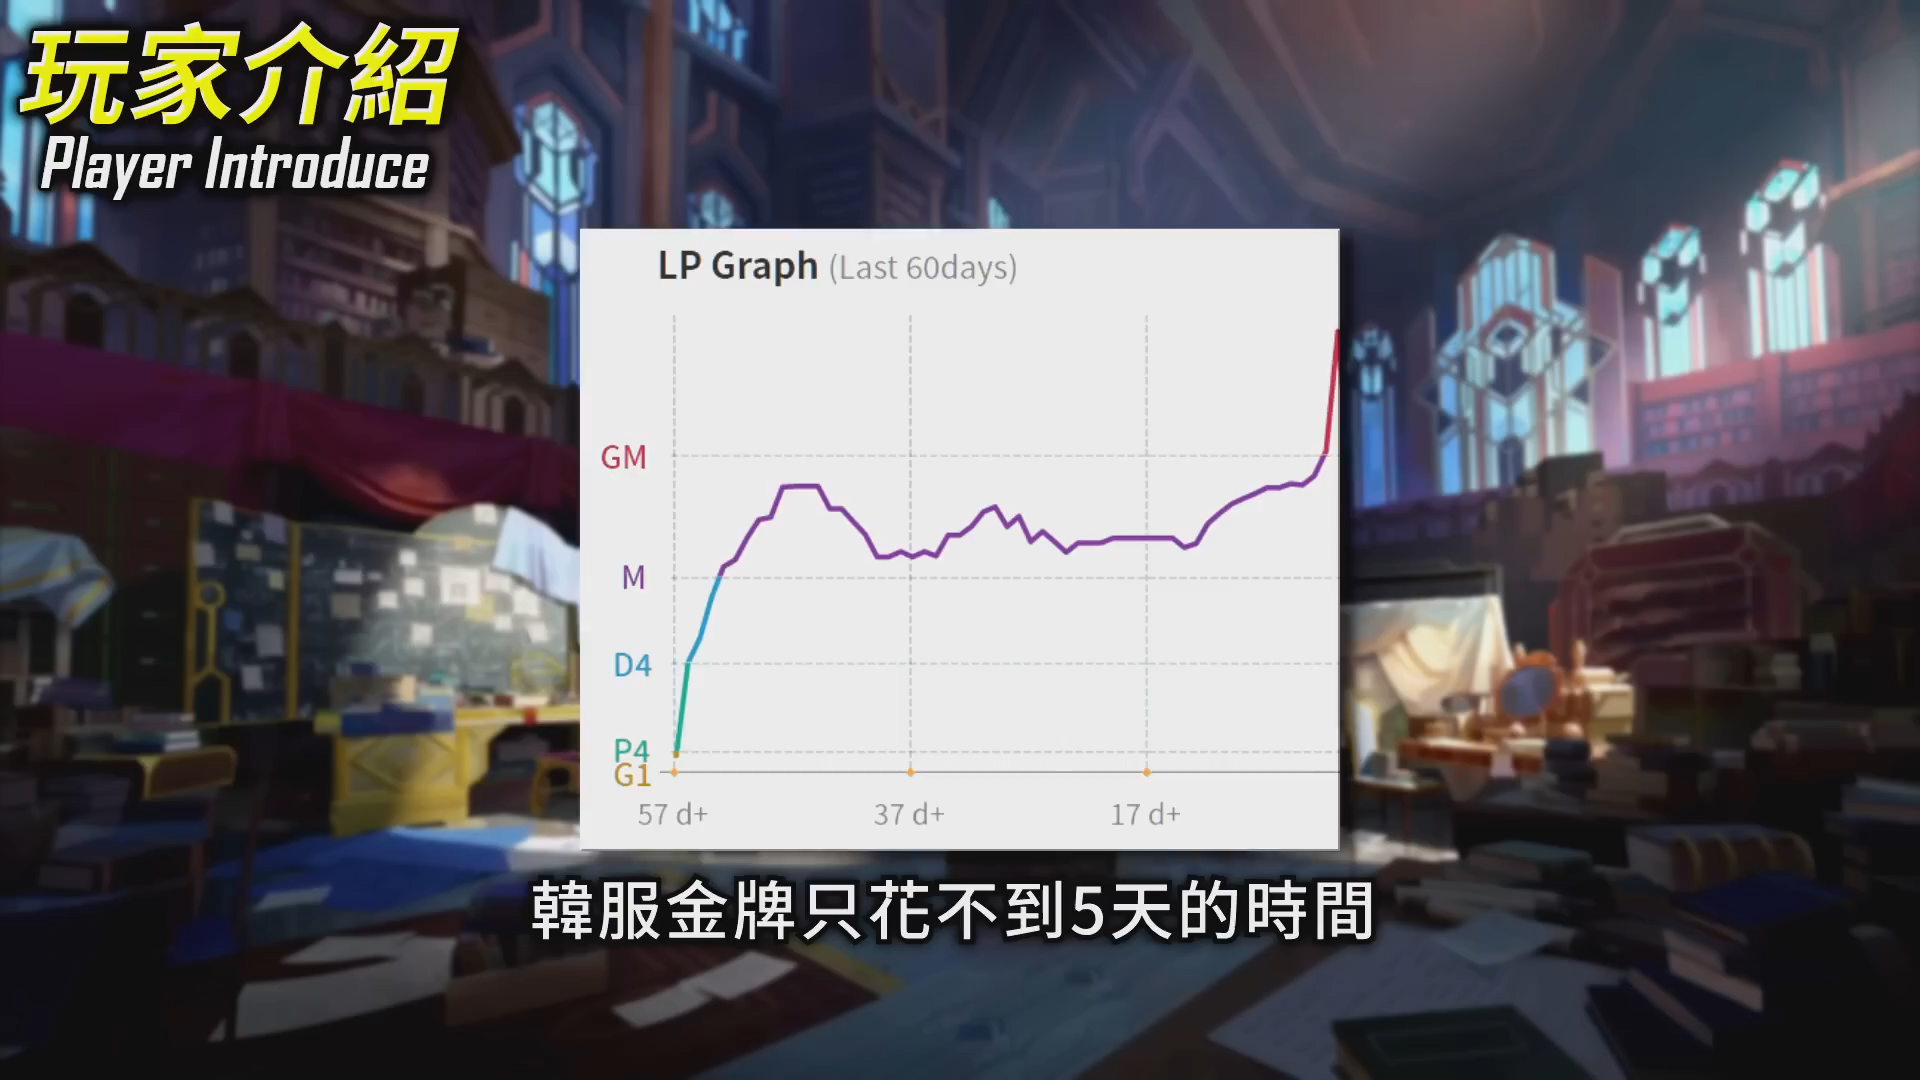 玩家介紹
Player Introduce
LP Graph (Last 60days)
GM
M
D4
P4
G1
57 d+ 37 d+ 17 d+
韓服金牌只花不到5天的時間